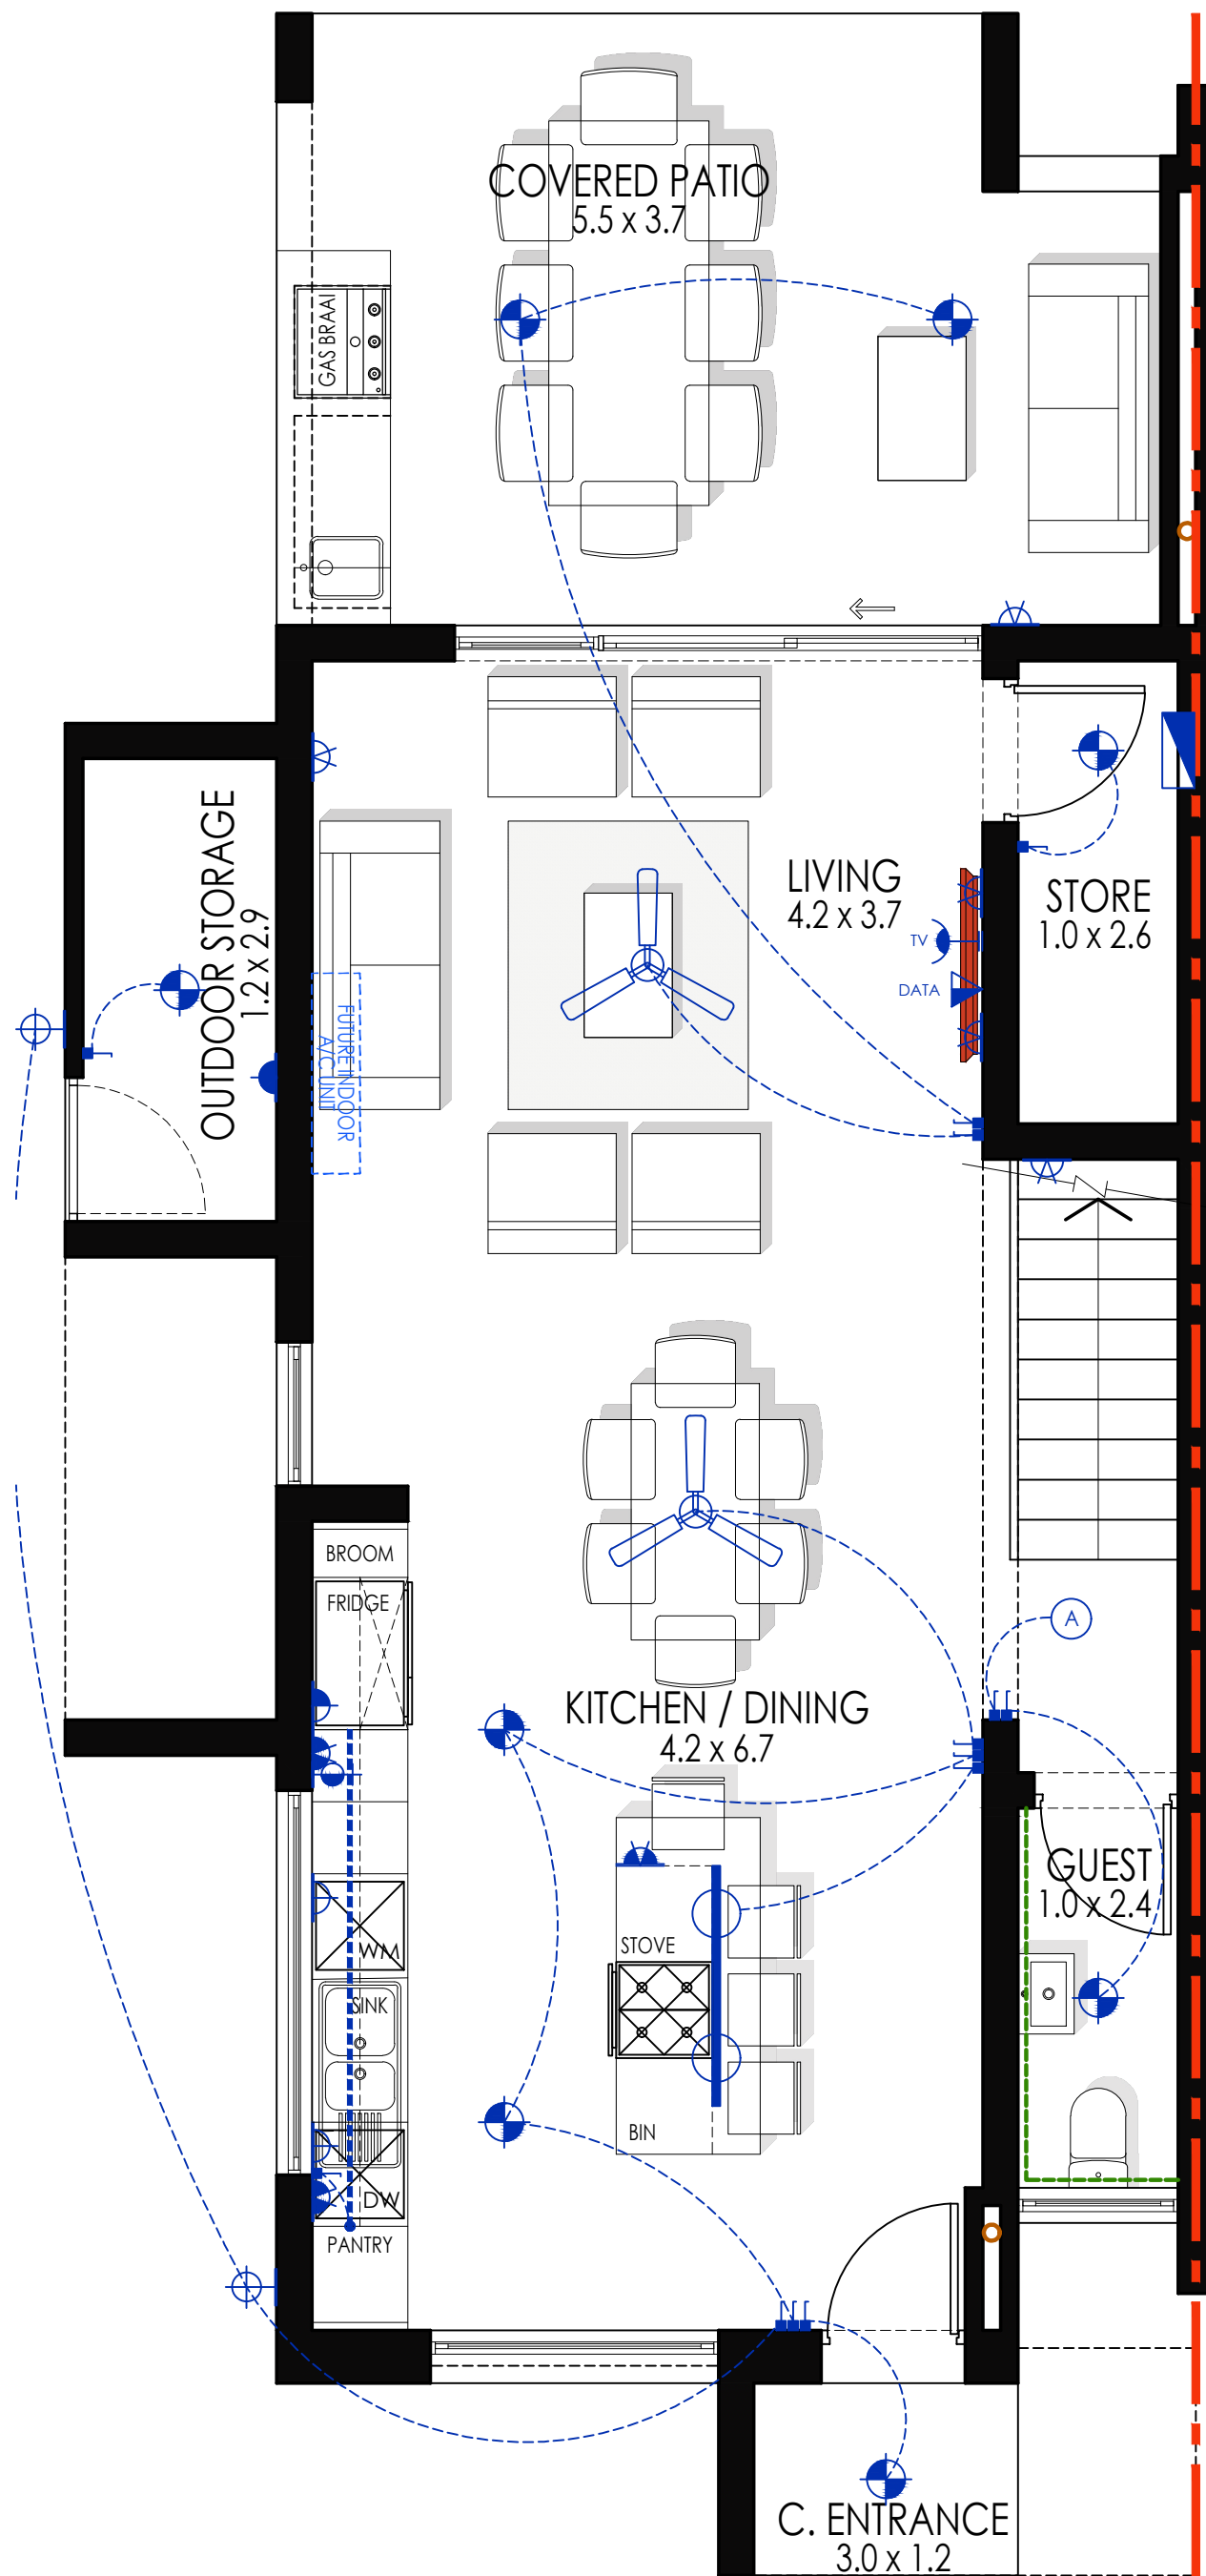 COVERED PATIO
5.5 x 3.7
GAS BRAAI
OUTDOOR STORAGE
1.2 x 2.9
LIVING
4.2 x 3.7
STORE
1.0 x 2.6
TV
DATA
FUTURE INDOOR
A/C UNIT
BROOM
FRIDGE
A
KITCHEN / DINING
4.2 x 6.7
GUEST
1.0 x 2.4
STOVE
WM
SINK
BIN
DW
PANTRY
C. ENTRANCE
3.0 x 1.2